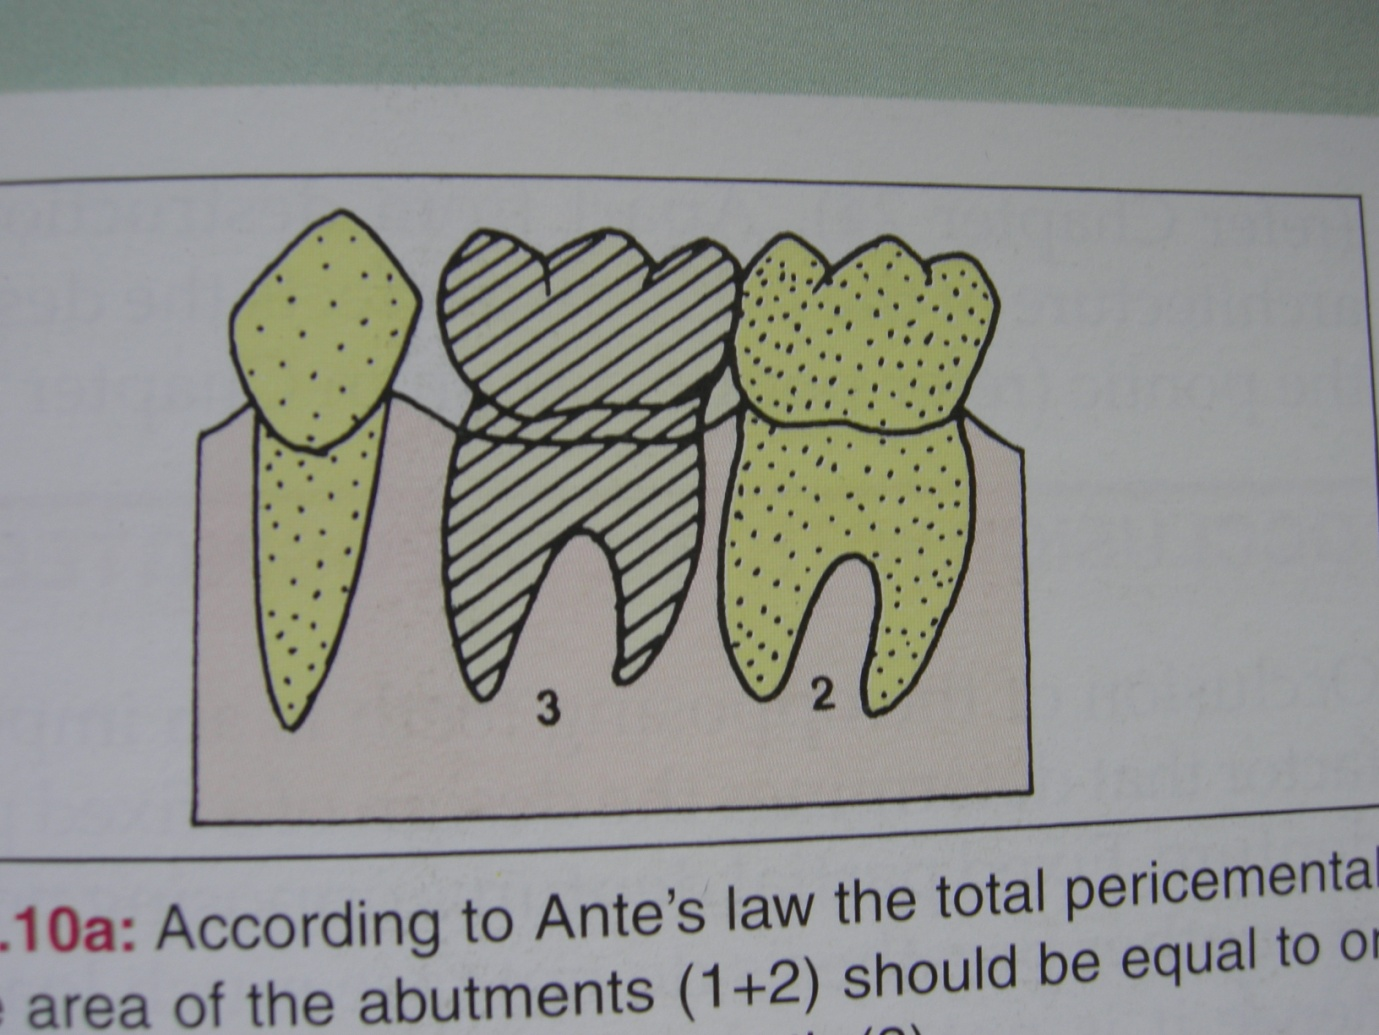 3
2
.10a: According to Ante's law the total pericemental
area of the abutments (1+2) should be equal to or